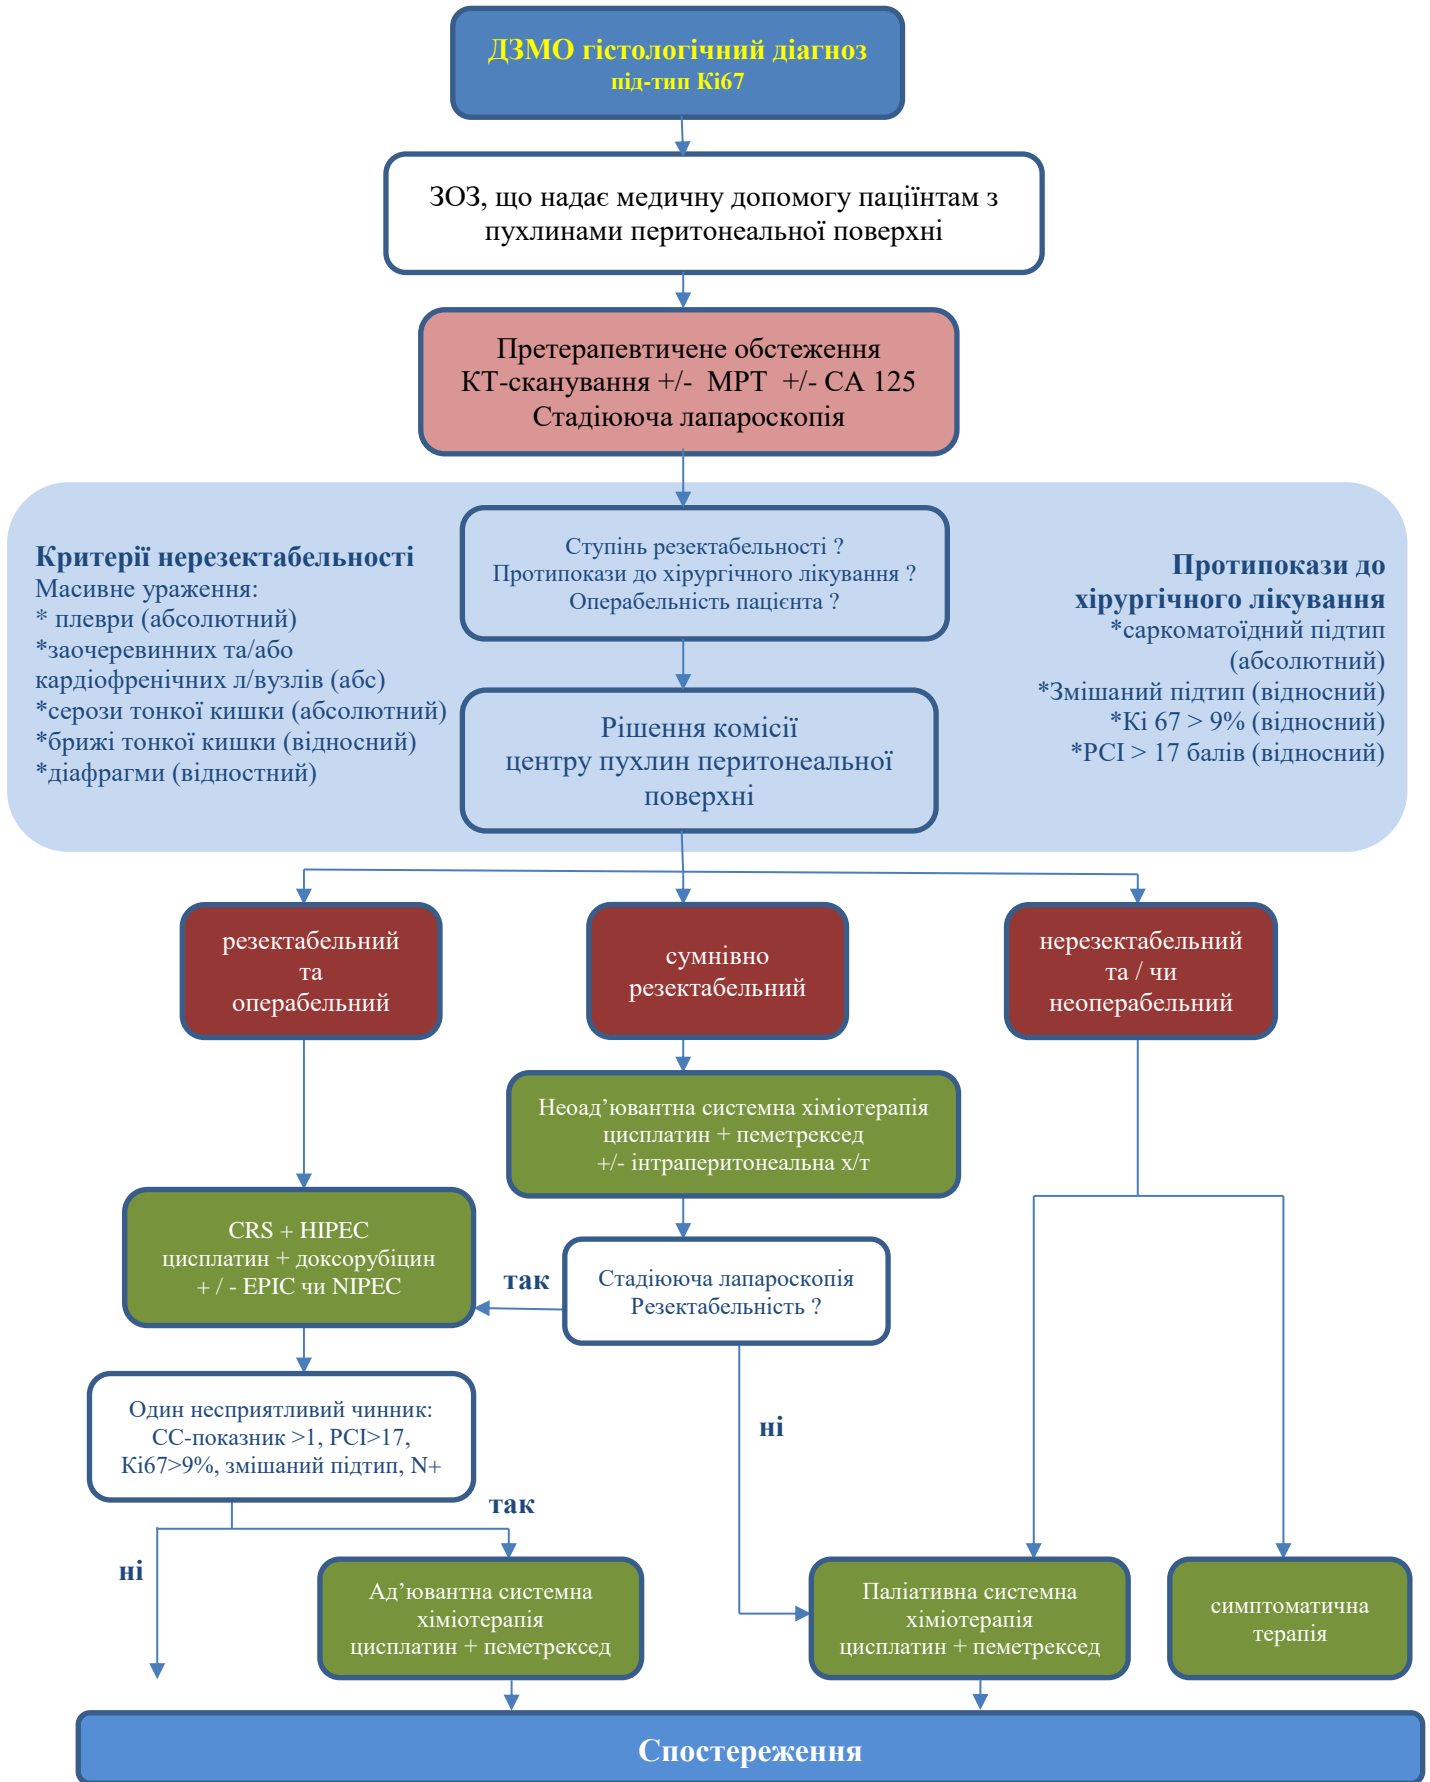 ДЗМО гістологічний діагноз
під-тип Кі67
ЗОЗ, що надає медичну допомогу паціїнтам з
пухлинами перитонеальної поверхні
Претерапевтичене обстеження
КТ-сканування +/- МРТ +/- СА 125
Стадіююча лапароскопія
Критерії нерезектабельності
Масивне ураження:
* плеври (абсолютний)
*заочеревинних та/або
кардіофренічних л/вузлів (абс)
*серози тонкої кишки (абсолютний)
*брижі тонкої кишки (відносний)
*діафрагми (відностний)
Ступінь резектабельності ?
Протипокази до хірургічного лікування ?
Операбельність пацієнта ?
Рішення комісії
центру пухлин перитонеальної
поверхні
Протипокази до
хірургічного лікування
*саркоматоїдний підтип
(абсолютний)
*Змішаний підтип (відносний)
*Кі 67 > 9% (відносний)
*PCI > 17 балів (відносний)
резектабельний
та
операбельний
сумнівно
резектабельний
нерезектабельний
та / чи
неоперабельний
Неоад’ювантна системна хіміотерапія
цисплатин + пеметрексед
+/- інтраперитонеальна х/т
CRS + HIPEC
цисплатин + доксорубіцин
+ / - EPIC чи NIPEC
так
Стадіююча лапароскопія
Резектабельність ?
Один несприятливий чинник:
СС-показник >1, PCI>17,
Кі67>9%, змішаний підтип, N+
ні
так
ні
Ад’ювантна системна
хіміотерапія
цисплатин + пеметрексед
Паліативна системна
хіміотерапія
цисплатин + пеметрексед
симптоматична
терапія
Спостереження